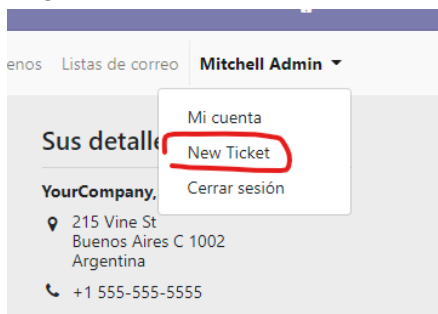 enos Listas de correo Mitchell Admin
Mi cuenta
New Ticket
Cerrar sesión
Sus detalle
YourCompany,
215 Vine St
Buenos Aires C 1002
Argentina
+1 555-555-5555